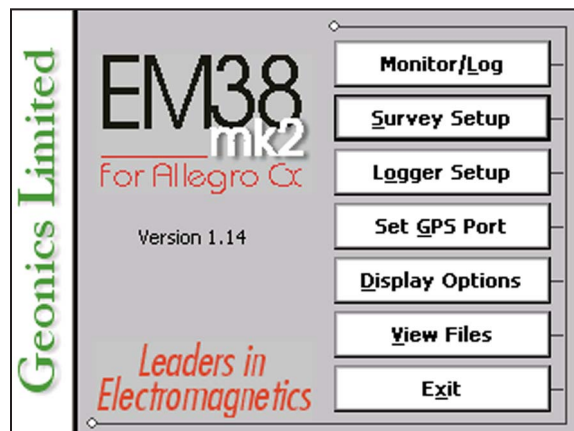 Geonics Limited
EM38
mk2
for Allegro Cx
Version 1.14
Leaders in
Electromagnetics
Monitor/Log
Survey Setup
Logger Setup
Set GPS Port
Display Options
View Files
Exit